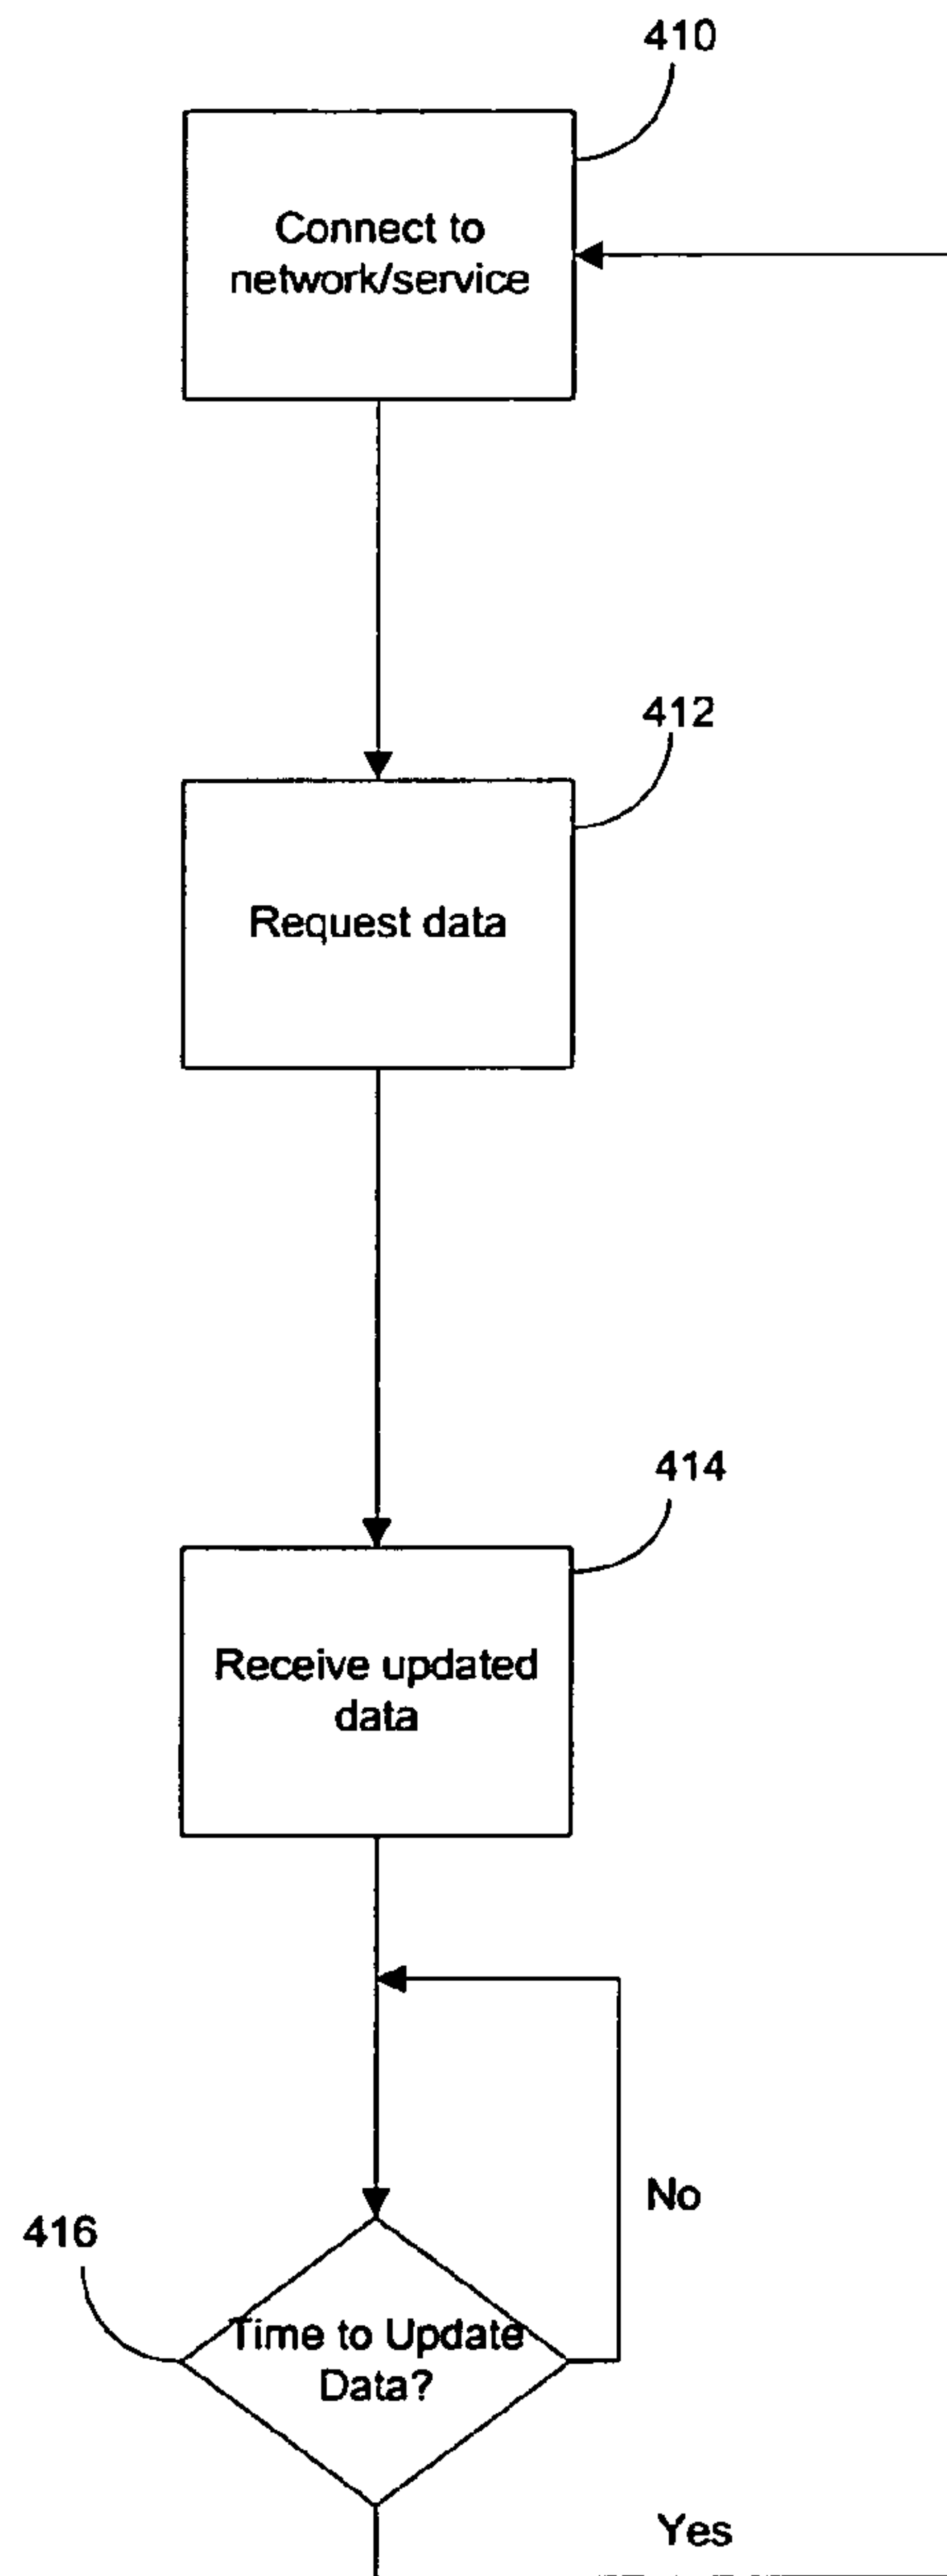 410
Connect to
network/service
412
Request data
414
Receive updated
data
No
416
Time to Update
Data?
Yes